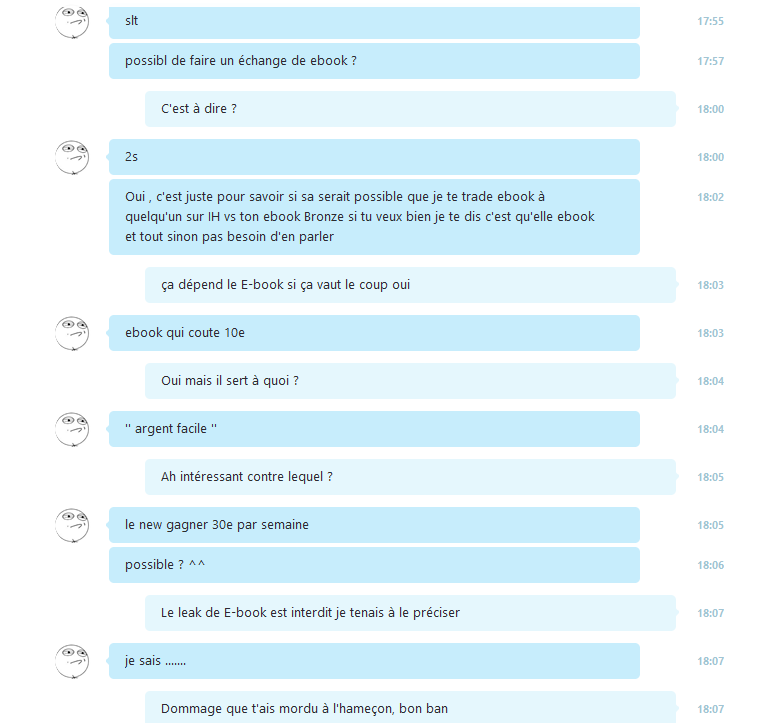 slt
17:55
possibl de faire un échange de ebook ?
17:57
C'est à dire ?
18:00
2s
18:00
Oui , c'est juste pour savoir si sa serait possible que je te trade ebook à
18:02
quelqu'un sur IH vs ton ebook Bronze si tu veux bien je te dis c'est qu'elle ebook
et tout sinon pas besoin d'en parler
ça dépend le E-book si ça vaut le coup oui
18:03
ebook qui coute 10e
18:03
Oui mais il sert à quoi ?
18:04
" argent facile "
18:04
Ah intéressant contre lequel ?
18:05
le new gagner 30e par semaine
18:05
possible ? ^^
18:06
Le leak de E-book est interdit je tenais à le préciser
18:07
je sais .......
18:07
Dommage que t'ais mordu à l'hameçon, bon ban
18:07